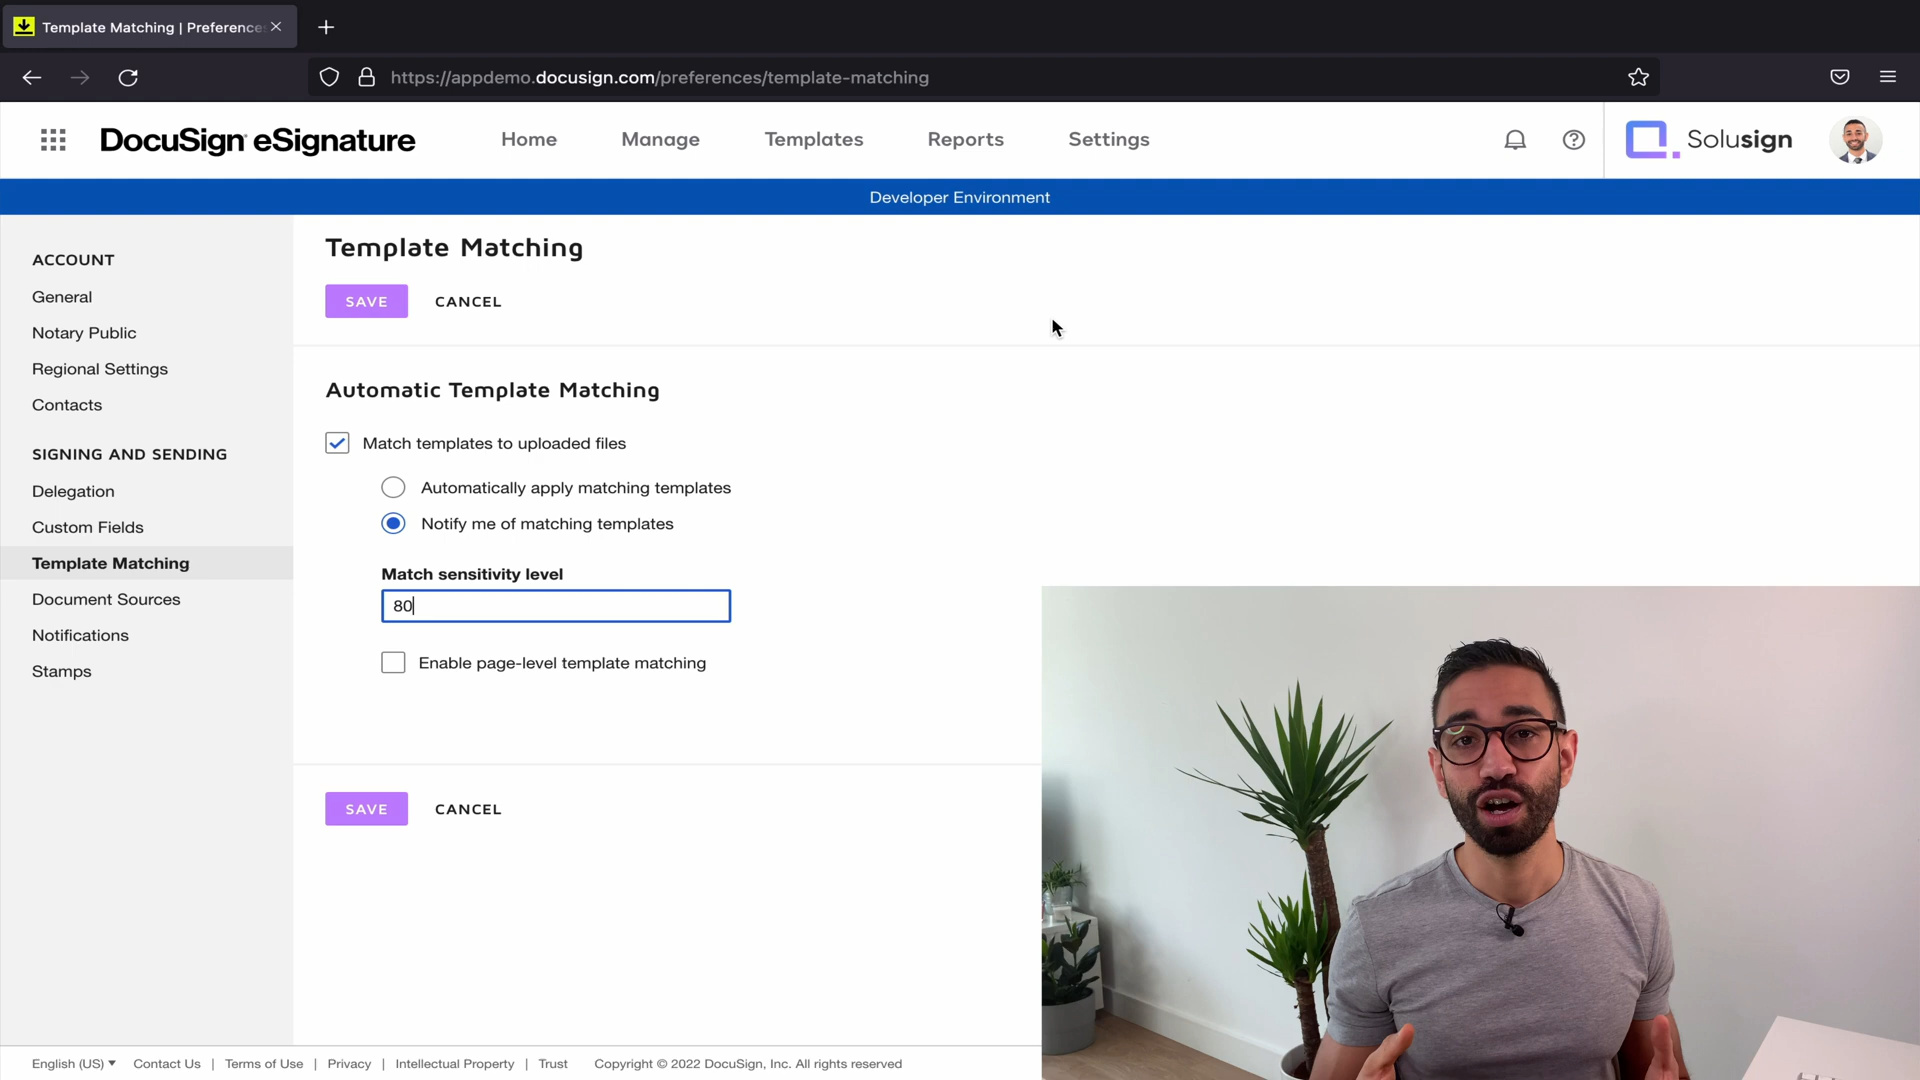 Template Matching | Preference
https://appdemo.docusign.com/preferences/template-matching
DocuSign eSignature
Home
Manage
Templates
Reports
Settings
Solusign
Developer Environment
ACCOUNT
General
Notary Public
Regional Settings
Contacts
SIGNING AND SENDING
Delegation
Custom Fields
Template Matching
Document Sources
Notifications
Stamps
Template Matching
SAVE
CANCEL
Automatic Template Matching
Match templates to uploaded files
Automatically apply matching templates
Notify me of matching templates
Match sensitivity level
80
Enable page-level template matching
SAVE
CANCEL
English (US) Contact Us | Terms of Use | Privacy | Intellectual Property | Trust Copyright © 2022 DocuSign, Inc. All rights reserved